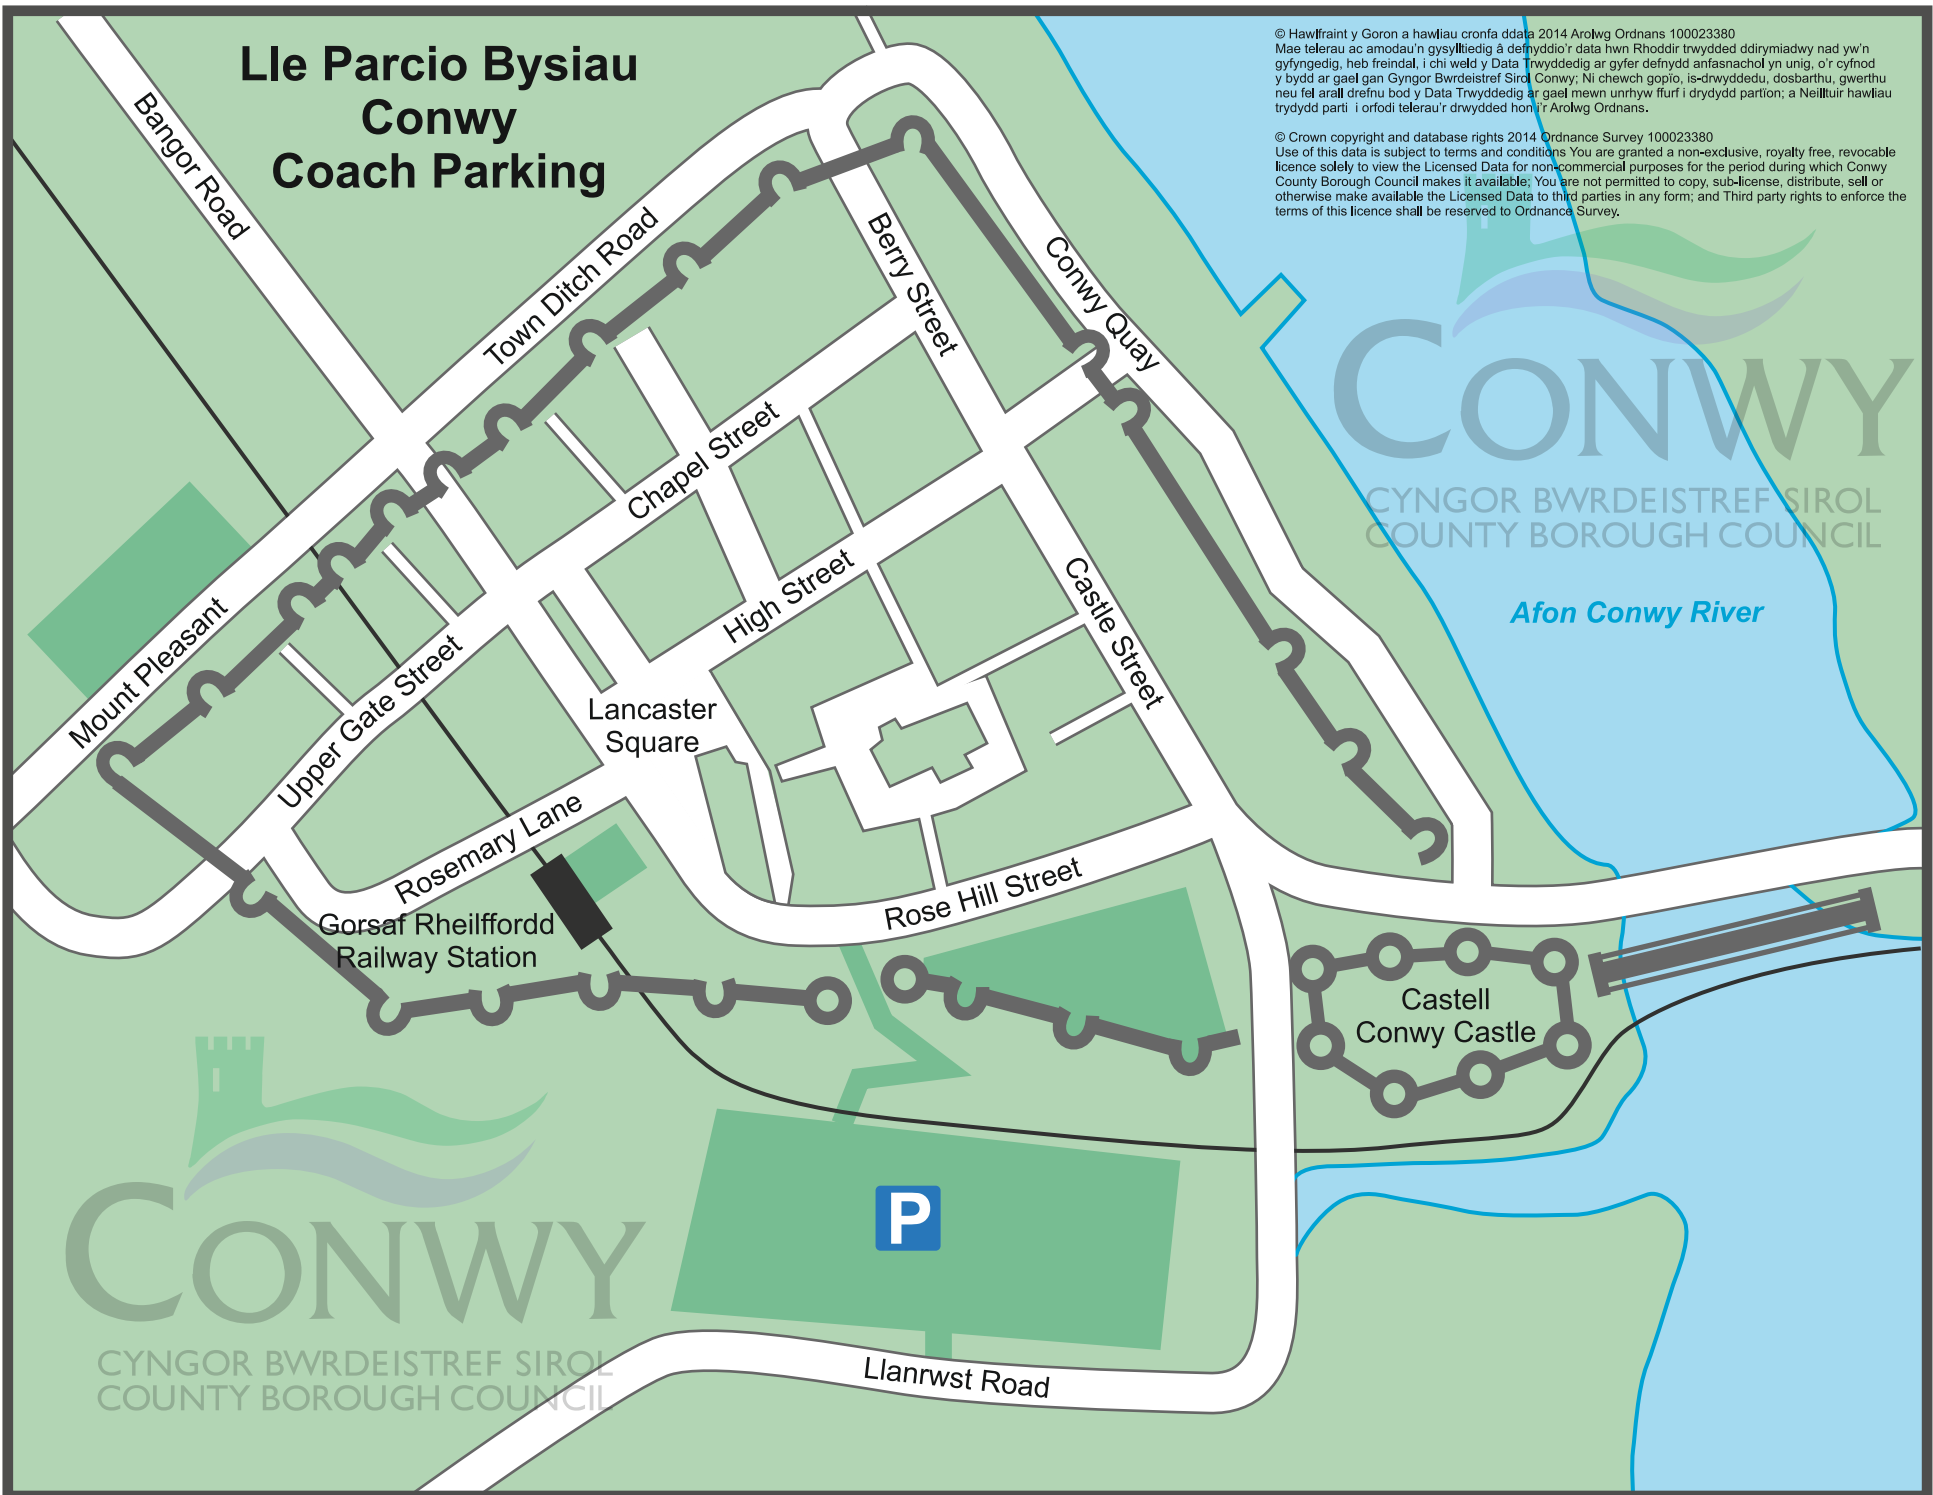 Lle Parcio Bysiau
Conwy
Coach Parking
© Hawlfraint y Goron a hawliau cronfa ddata 2014 Arolwg Ordnans 100023380
Mae telerau ac amodau'n gysylltiedig â defnyddio'r data hwn Rhoddir trwydded ddirymiadwy nad yw'n
gyfyngedig, heb freindal, i chi weld y Data Trwyddedig ar gyfer defnydd anfasnachol yn unig, o'r cyfnod
y bydd ar gael gan Gyngor Bwrdeistref Sirol Conwy; Ni chewch gopïo, is-drwyddedu, dosbarthu, gwerthu
neu fel arall drefnu bod y Data Trwyddedig ar gael mewn unrhyw ffurf i drydydd partïon; a Neilltuir hawliau
trydydd parti i orfodi telerau'r drwydded hon i'r Arolwg Ordnans.
© Crown copyright and database rights 2014 Ordnance Survey 100023380
Use of this data is subject to terms and conditions You are granted a non-exclusive, royalty free, revocable
licence solely to view the Licensed Data for non-commercial purposes for the period during which Conwy
County Borough Council makes it available; You are not permitted to copy, sub-license, distribute, sell or
otherwise make available the Licensed Data to third parties in any form; and Third party rights to enforce the
terms of this licence shall be reserved to Ordnance Survey.
Bangor Road
Town Ditch Road
Berry Street
Conwy Quay
CONWY
CYNGOR BWRDEISTREF SIROL
COUNTY BOROUGH COUNCIL
Chapel Street
High Street
Castle Street
Afon Conwy River
Mount Pleasant
Upper Gate Street
Lancaster
Square
Rosemary Lane
Rose Hill Street
Gorsaf Rheilffordd
Railway Station
Castell
Conwy Castle
P
CONWY
CYNGOR BWRDEISTREF SIROL
COUNTY BOROUGH COUNCIL
Llanrwst Road